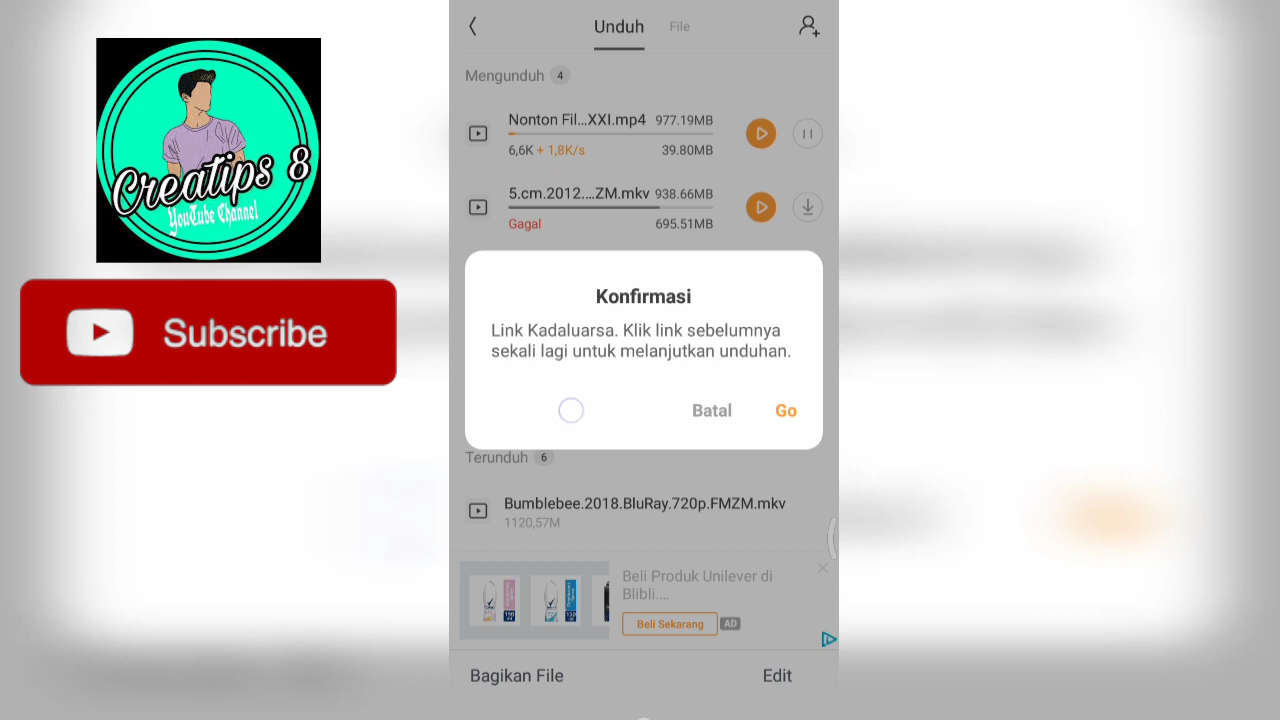 Creatips 8
YouTube Channel
Subscribe
Unduh
File
Mengunduh 4
Nonton Fil...XXI.mp4 977.19MB
6,6K + 1,8K/s 39.80MB
5.cm.2012....ZM.mkv 938.66MB
Gagal 695.51MB
Konfirmasi
Link Kadaluarsa. Klik link sebelumnya
sekali lagi untuk melanjutkan unduhan.
Batal Go
Terunduh 6
Bumblebee.2018.BluRay.720p.FMZM.mkv
1120,57M
Beli Produk Unilever di
Blibli....
Beli Sekarang AD
Bagikan File Edit